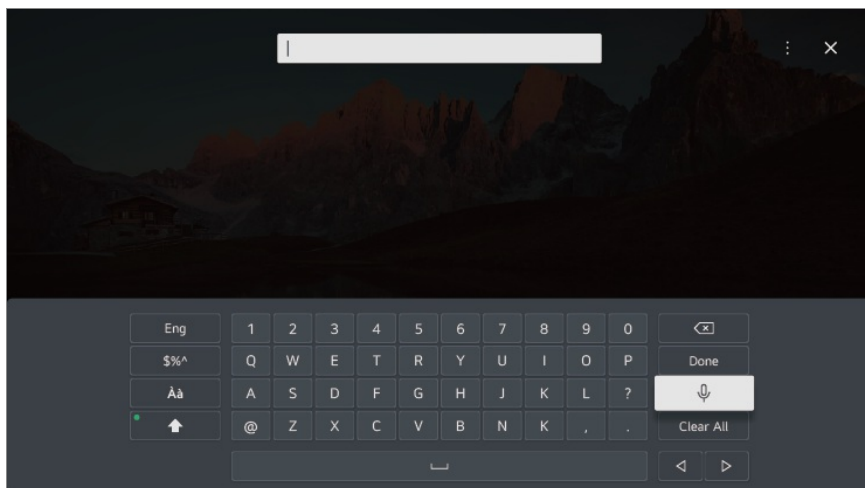 Eng 1 2 3 4 5 6 7 8 9 0
$%^ Q W E T R Y U I O P Done
Àà A S D F G H J K L ?
@ Z X C V B N K , . Clear All